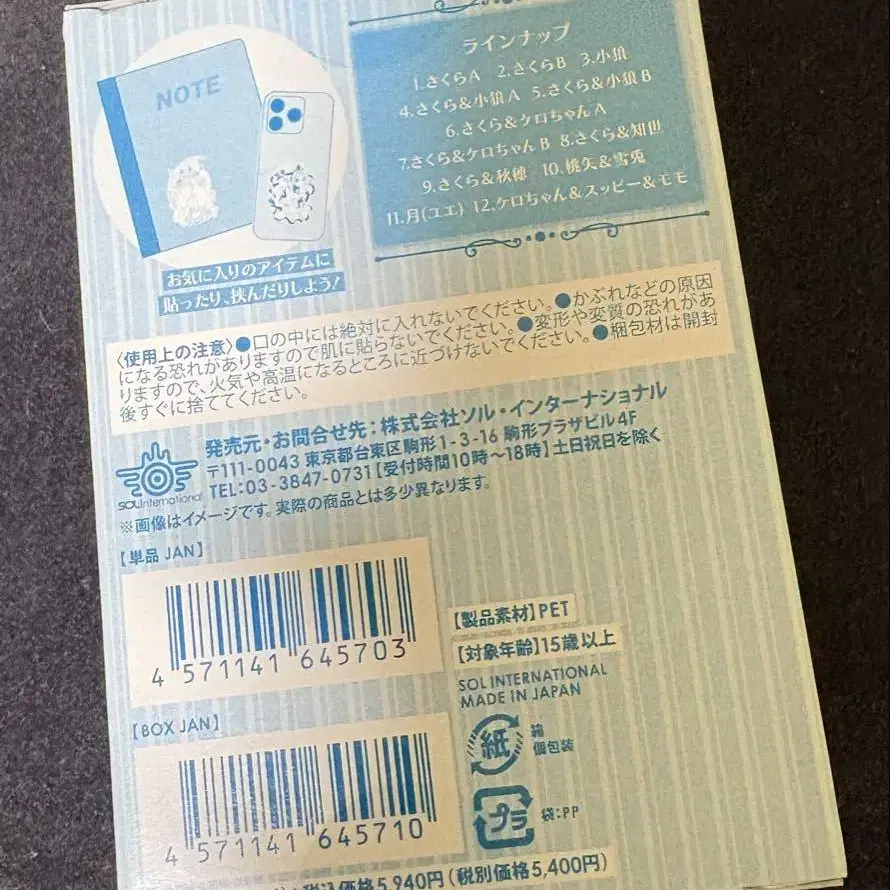 NOTE
お気に入りのアイテムに
貼ったり、挟んだりしよう!
ラインナップ
1.さくらA 2.さくらB 3.小狼
4.さくら&小狼A 5.さくら&小狼B
6.さくら&ケロちゃんA
7.さくら&ケロちゃんB 8.さくら&知世
9.さくら&秋穂 10.桃矢&雪兎
11.月(ユエ) 12.ケロちゃん&スッピー&モモ
〈使用上の注意〉●口の中には絶対に入れないでください。●かぶれなどの原因
になる恐れがありますので肌に貼らないでください。●変形や変質の恐れがあ
りますので、火気や高温になるところに近づけないでください。●梱包材は開封
後すぐに捨ててください。
SOL International
発売元・お問合せ先:株式会社ソル・インターナショナル
〒111-0043 東京都台東区駒形1-3-16 駒形プラザビル4F
TEL:03-3847-0731【受付時間10時〜18時】土日祝日を除く
※画像はイメージです。実際の商品とは多少異なります。
【単品 JAN】
4 571141 645703
【BOX JAN】
4 571141 645710
【製品素材】PET
【対象年齢】15歳以上
SOL INTERNATIONAL
MADE IN JAPAN
紙
箱
個包装
プラ
袋:PP
税込価格5,940円(税別価格5,400円)